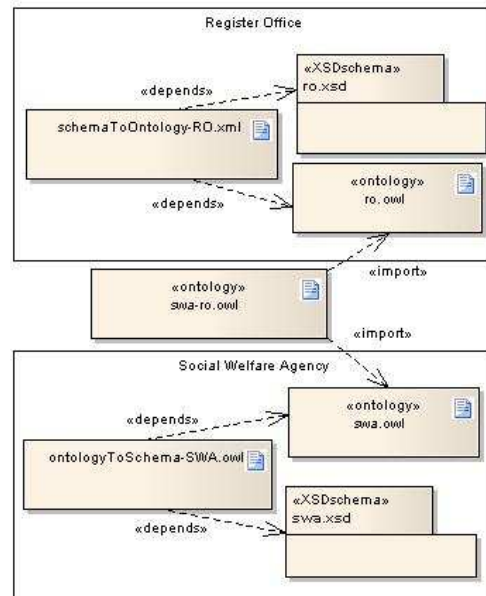 Register Office
«XSDschema»
ro.xsd
«depends»
schemaToOntology-RO.xml
«ontology»
ro.owl
«depends»
«import»
«ontology»
swa-ro.owl
«import»
Social Welfare Agency
«ontology»
swa.owl
«depends»
ontologyToSchema-SWA.owl
«XSDschema»
swa.xsd
«depends»